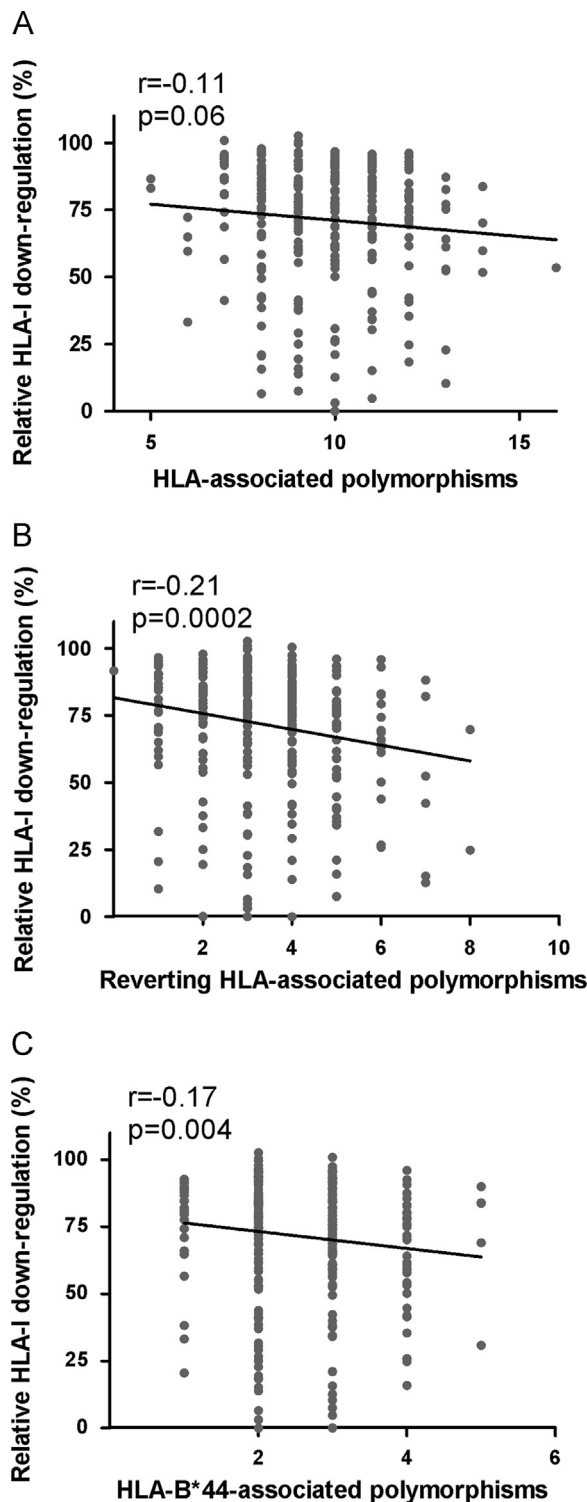 A
r=-0.11
p=0.06
Relative HLA-I down-regulation (%)
100
75
50
25
0
5 10 15
HLA-associated polymorphisms
B
r=-0.21
p=0.0002
Relative HLA-I down-regulation (%)
100
75
50
25
0
2 4 6 8 10
Reverting HLA-associated polymorphisms
C
r=-0.17
p=0.004
Relative HLA-I down-regulation (%)
100
75
50
25
0
2 4 6
HLA-B*44-associated polymorphisms